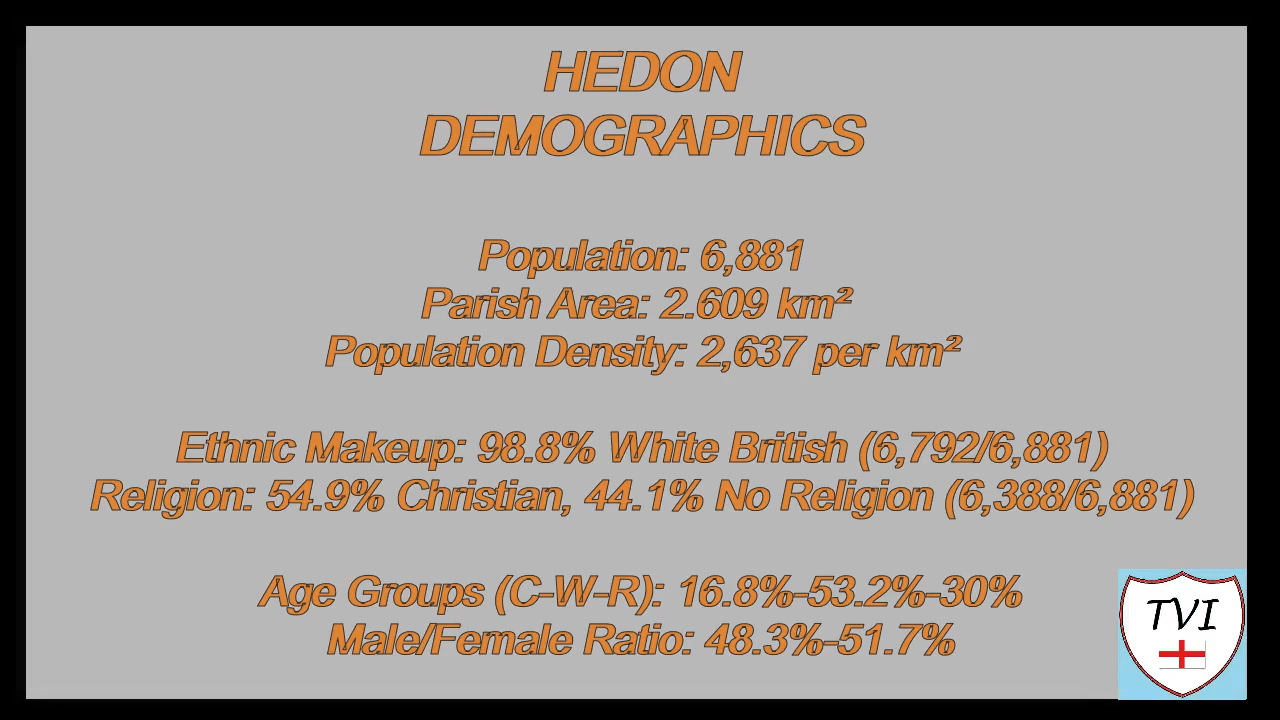 HEDON
DEMOGRAPHICS
Population: 6,881
Parish Area: 2.609 km²
Population Density: 2,637 per km²
Ethnic Makeup: 98.8% White British (6,792/6,881)
Religion: 54.9% Christian, 44.1% No Religion (6,388/6,881)
Age Groups (C-W-R): 16.8%-53.2%-30%
Male/Female Ratio: 48.3%-51.7%
TVI